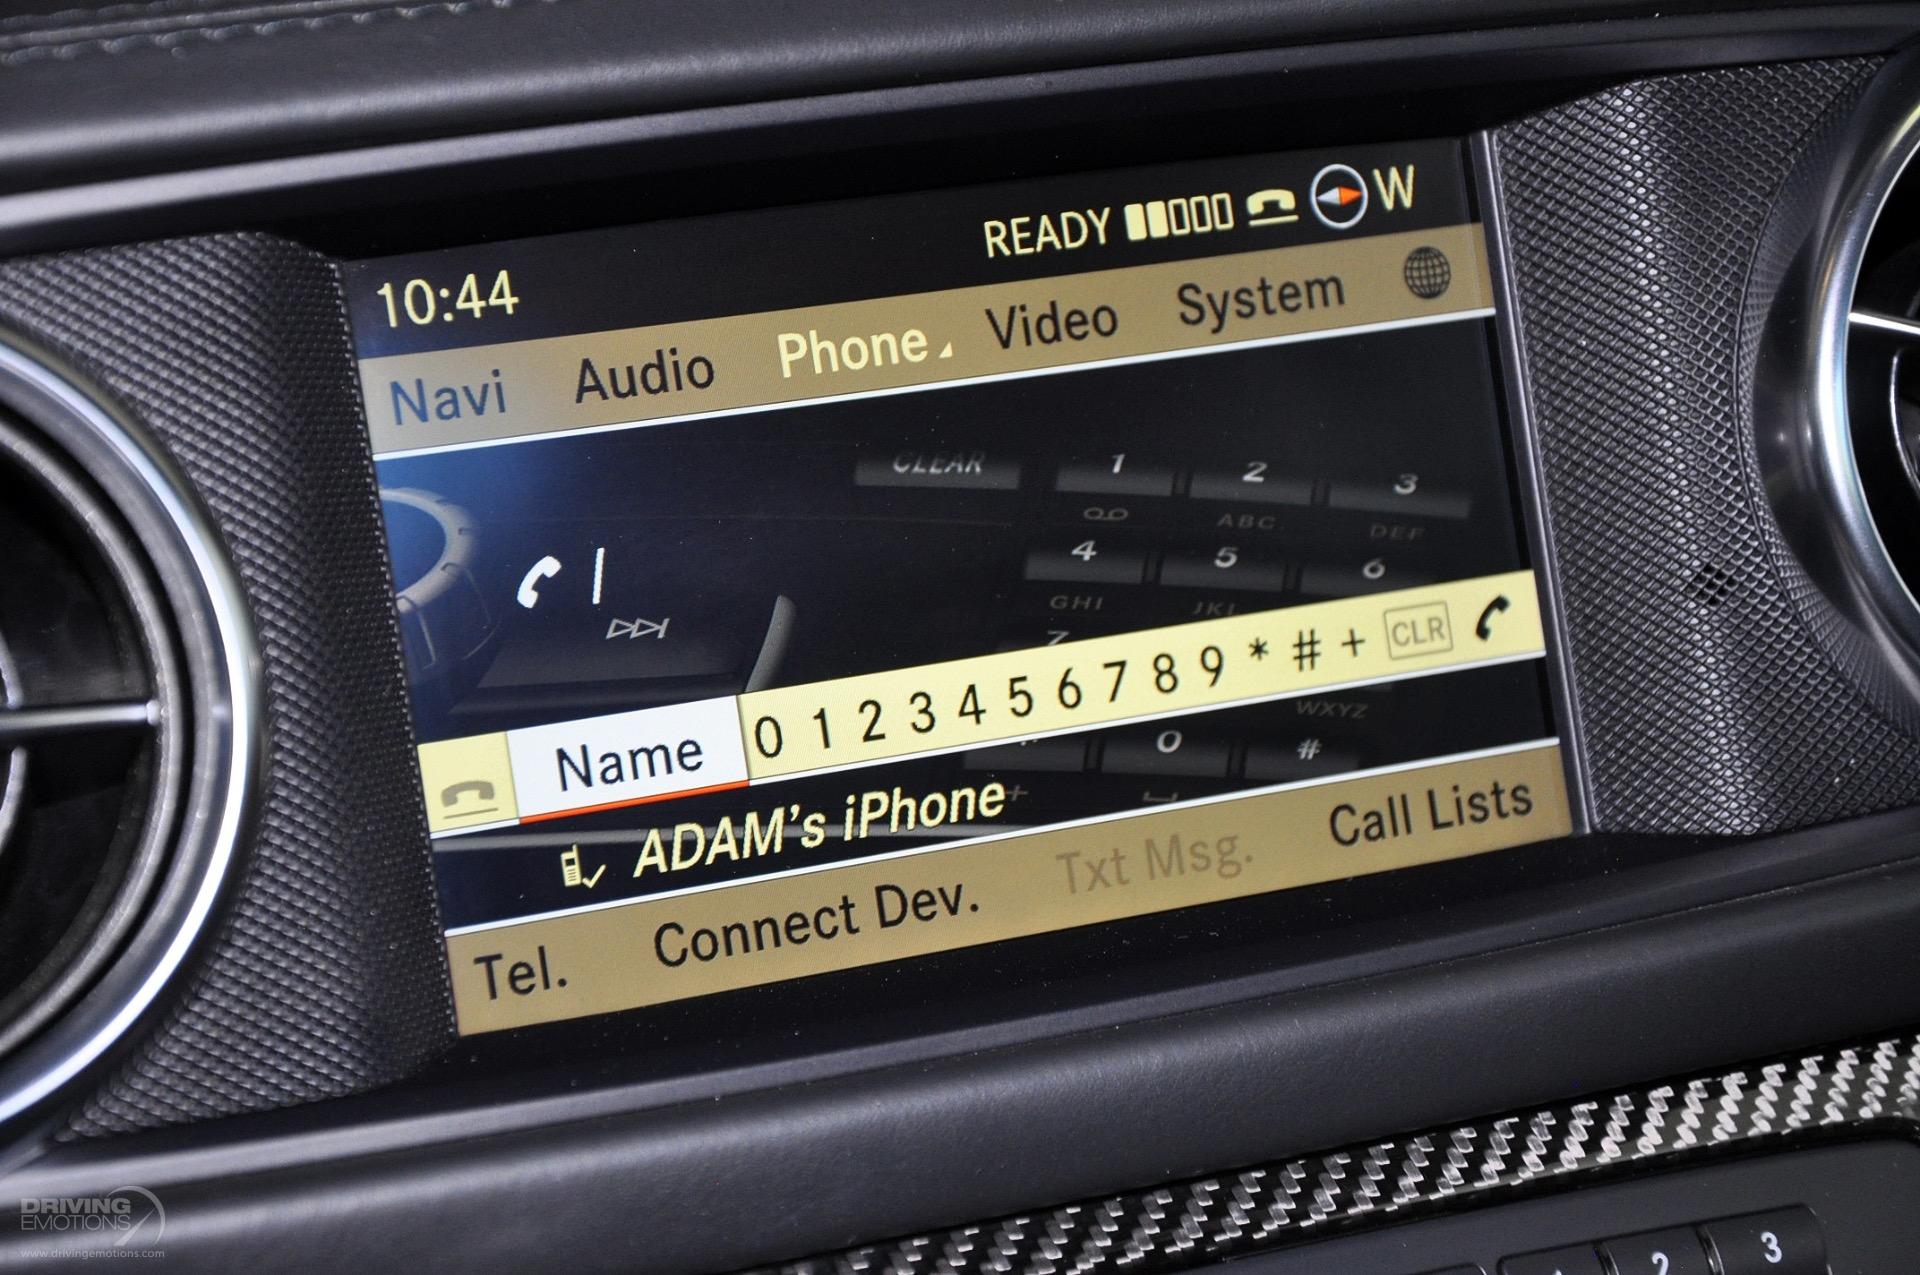 READY W
10:44
Navi Audio Phone Video System
CLEAR 1 2 3
ABC DEF
4 5 6
GHI JKL
7
Name 0 1 2 3 4 5 6 7 8 9 * # + CLR
WXYZ
0 #
+
ADAM's iPhone
Tel. Connect Dev. Txt Msg. Call Lists
1 2 3
DRIVING
EMOTIONS
www.drivingemotions.com